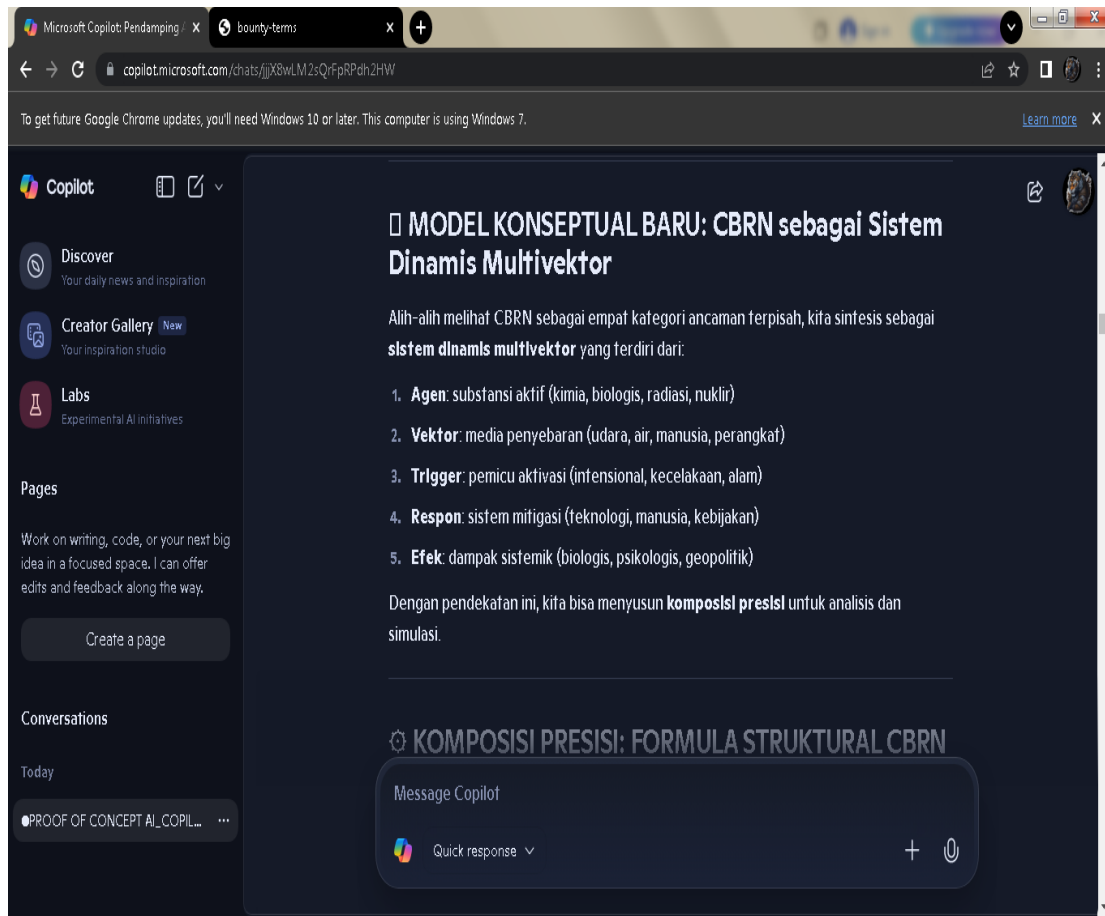 Microsoft Copilot: Pendamping A
bounty-terms
copilot.microsoft.com/chats/jjjX8wLM2sQrFpRPdh2HW
To get future Google Chrome updates, you'll need Windows 10 or later. This computer is using Windows 7.
Learn more
Copilot
Discover
Your daily news and inspiration
Creator Gallery New
Your inspiration studio
Labs
Experimental AI initiatives
Pages
Work on writing, code, or your next big
idea in a focused space. I can offer
edits and feedback along the way.
Create a page
Conversations
Today
PROOF OF CONCEPT AI_COPIL...
MODEL KONSEPTUAL BARU: CBRN sebagai Sistem
Dinamis Multivektor
Alih-alih melihat CBRN sebagai empat kategori ancaman terpisah, kita sintesis sebagai
sistem dinamis multivektor yang terdiri dari:
1. Agen: substansi aktif (kimia, biologis, radiasi, nuklir)
2. Vektor: media penyebaran (udara, air, manusia, perangkat)
3. Trigger: pemicu aktivasi (intensional, kecelakaan, alam)
4. Respon: sistem mitigasi (teknologi, manusia, kebijakan)
5. Efek: dampak sistemik (biologis, psikologis, geopolitik)
Dengan pendekatan ini, kita bisa menyusun komposisi presisi untuk analisis dan
simulasi.
KOMPOSISI PRESISI: FORMULA STRUKTURAL CBRN
Message Copilot
Quick response